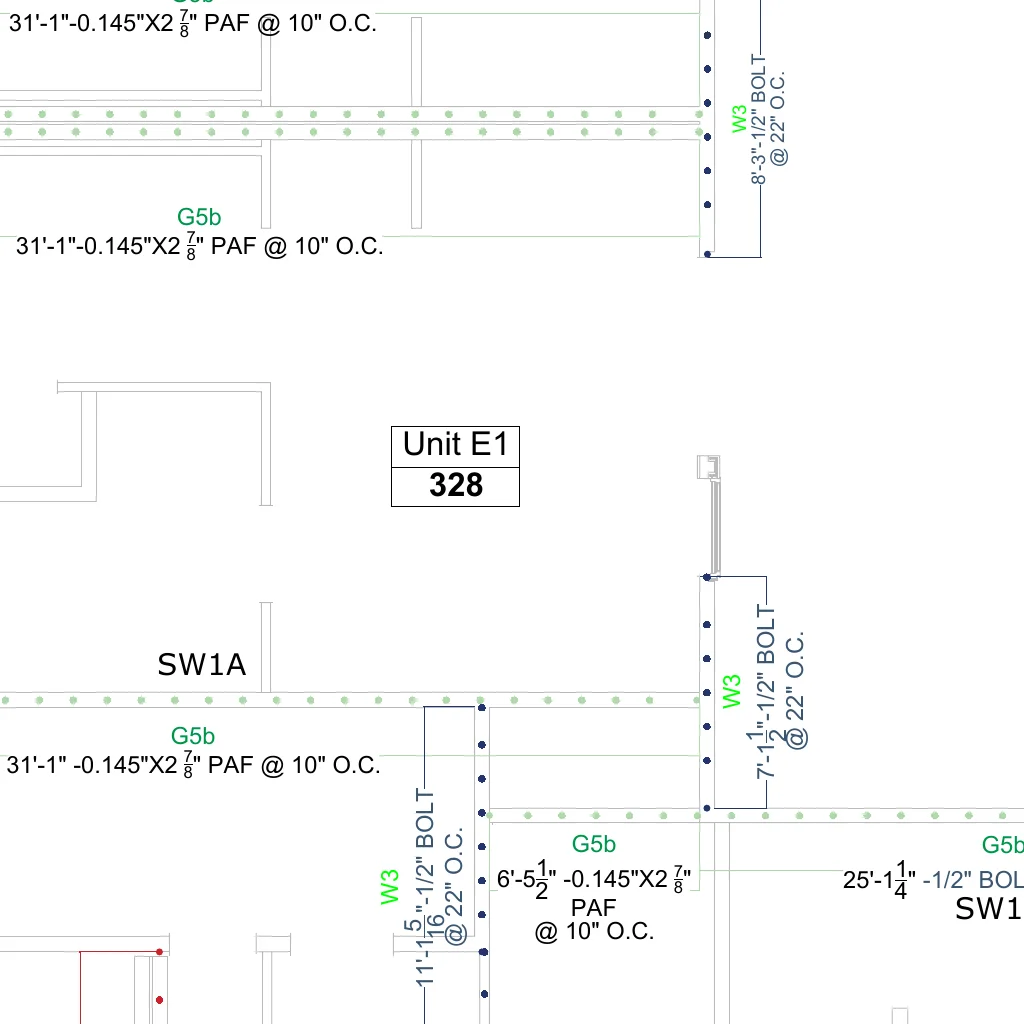 G5b
31'-1"-0.145"X2 7/8" PAF @ 10" O.C.
W3
8'-3"-1/2" BOLT
@ 22" O.C.
G5b
31'-1"-0.145"X2 7/8" PAF @ 10" O.C.
Unit E1
328
SW1A
W3
7'-1 1/2"-1/2" BOLT
@ 22" O.C.
G5b
31'-1" -0.145"X2 7/8" PAF @ 10" O.C.
W3
11'-1 5/16"-1/2" BOLT
@ 22" O.C.
G5b
6'-5 1/2" -0.145"X2 7/8"
PAF
@ 10" O.C.
G5b
25'-1 1/4" -1/2" BOL
SW1